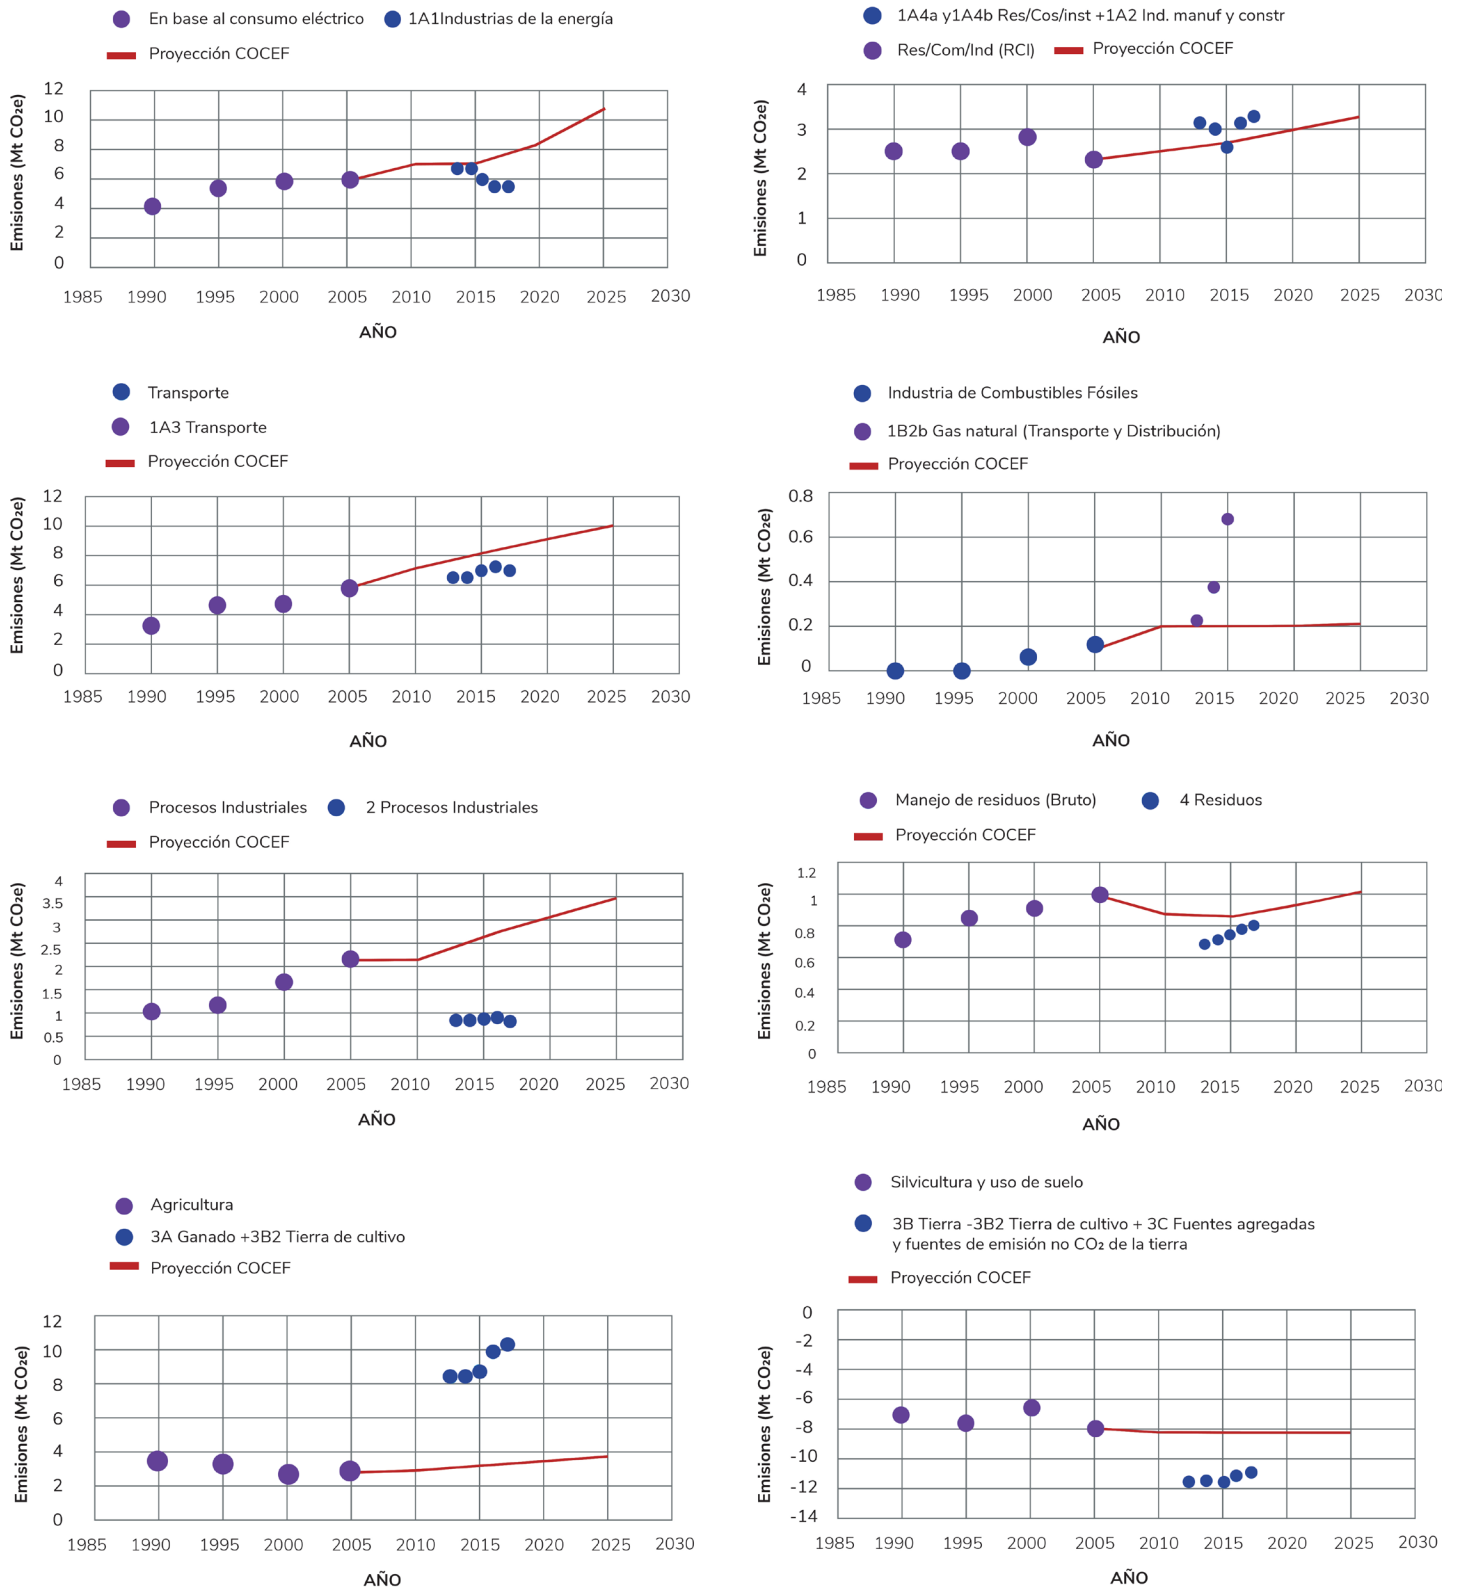 En base al consumo eléctrico
1A1Industrias de la energía
Proyección COCEF
Emisiones (Mt CO₂e)
12
10
8
6
4
2
0
1985 1990 1995 2000 2005 2010 2015 2020 2025 2030
AÑO
1A4a y1A4b Res/Cos/inst +1A2 Ind. manuf y constr
Res/Com/Ind (RCI)
Proyección COCEF
Emisiones (Mt CO₂e)
4
3
2
1
0
1985 1990 1995 2000 2005 2010 2015 2020 2025 2030
AÑO
Transporte
1A3 Transporte
Proyección COCEF
Emisiones (Mt CO₂e)
12
10
8
6
4
2
0
1985 1990 1995 2000 2005 2010 2015 2020 2025 2030
AÑO
Industria de Combustibles Fósiles
1B2b Gas natural (Transporte y Distribución)
Proyección COCEF
Emisiones (Mt CO₂e)
0.8
0.6
0.4
0.2
0
1985 1990 1995 2000 2005 2010 2015 2020 2025 2030
AÑO
Procesos Industriales
2 Procesos Industriales
Proyección COCEF
Emisiones (Mt CO₂e)
4
3.5
3
2.5
2
1.5
1
0.5
0
1985 1990 1995 2000 2005 2010 2015 2020 2025 2030
AÑO
Manejo de residuos (Bruto)
4 Residuos
Proyección COCEF
Emisiones (Mt CO₂e)
1.2
1
0.8
0.6
0.4
0.2
0
1985 1990 1995 2000 2005 2010 2015 2020 2025 2030
AÑO
Agricultura
3A Ganado +3B2 Tierra de cultivo
Proyección COCEF
Emisiones (Mt CO₂e)
12
10
8
6
4
2
0
1985 1990 1995 2000 2005 2010 2015 2020 2025 2030
AÑO
Silvicultura y uso de suelo
3B Tierra -3B2 Tierra de cultivo + 3C Fuentes agregadas
y fuentes de emisión no CO₂ de la tierra
Proyección COCEF
Emisiones (Mt CO₂e)
0
-2
-4
-6
-8
-10
-12
-14
1985 1990 1995 2000 2005 2010 2015 2020 2025 2030
AÑO